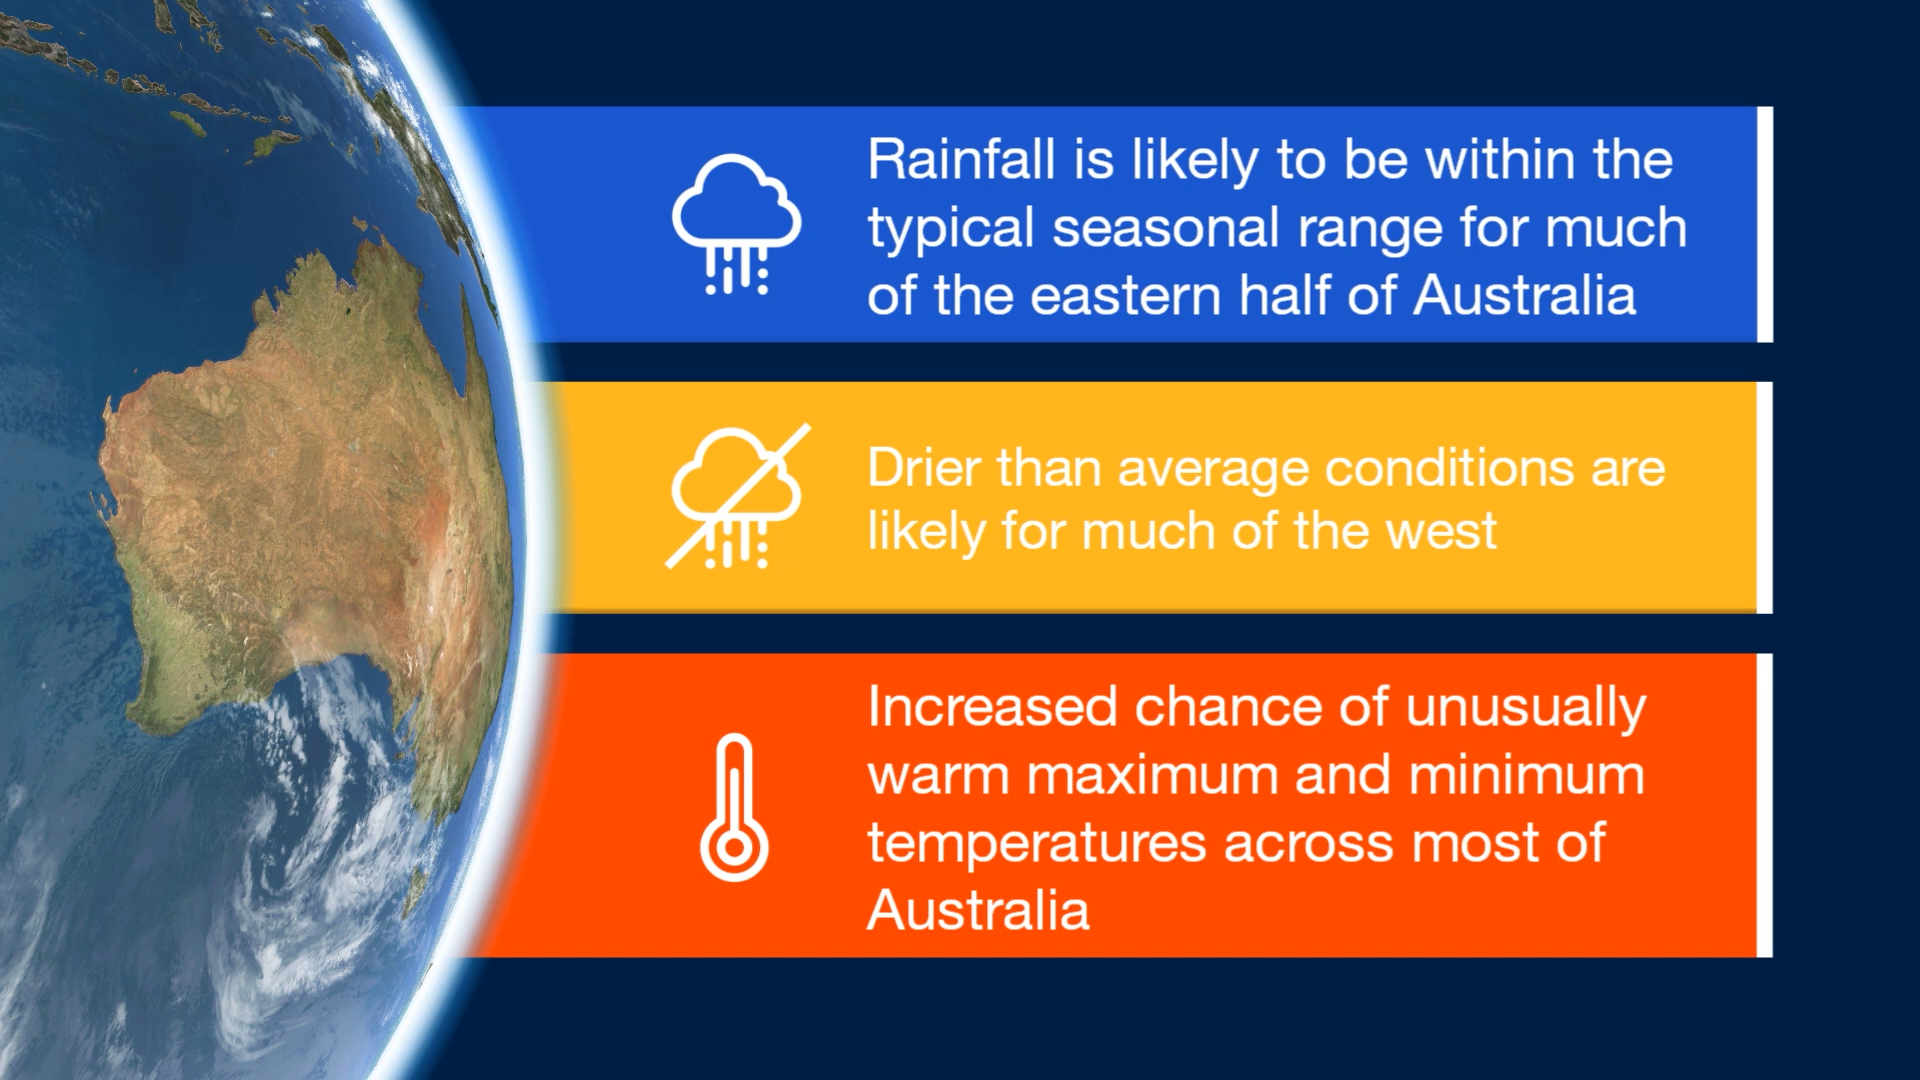 Rainfall is likely to be within the
typical seasonal range for much
of the eastern half of Australia
Drier than average conditions are
likely for much of the west
Increased chance of unusually
warm maximum and minimum
temperatures across most of
Australia